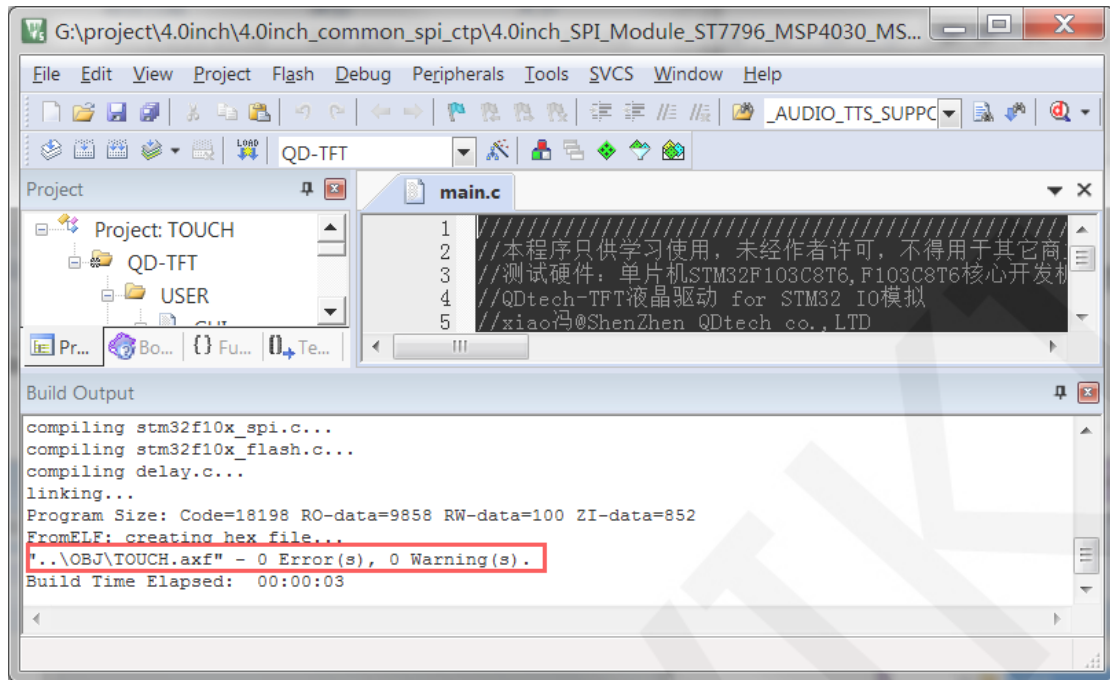 G:\project\4.0inch\4.0inch_common_spi_ctp\4.0inch_SPI_Module_ST7796_MSP4030_MS...
File Edit View Project Flash Debug Peripherals Tools SVCS Window Help
_AUDIO_TTS_SUPPC
LOAD QD-TFT
Project
main.c
Project: TOUCH
QD-TFT
USER
Pr... Bo... {} Fu... Te...
1 ////////////////////////////////////////////////////////////
2 //本程序只供学习使用，未经作者许可，不得用于其它商
3 //测试硬件：单片机STM32F103C8T6,F103C8T6核心开发
4 //QDtech-TFT液晶驱动 for STM32 IO模拟
5 //xiao冯@ShenZhen QDtech co.,LTD
Build Output
compiling stm32f10x_spi.c...
compiling stm32f10x_flash.c...
compiling delay.c...
linking...
Program Size: Code=18198 RO-data=9858 RW-data=100 ZI-data=852
FromELF: creating hex file...
"..\OBJ\TOUCH.axf" - 0 Error(s), 0 Warning(s).
Build Time Elapsed:  00:00:03